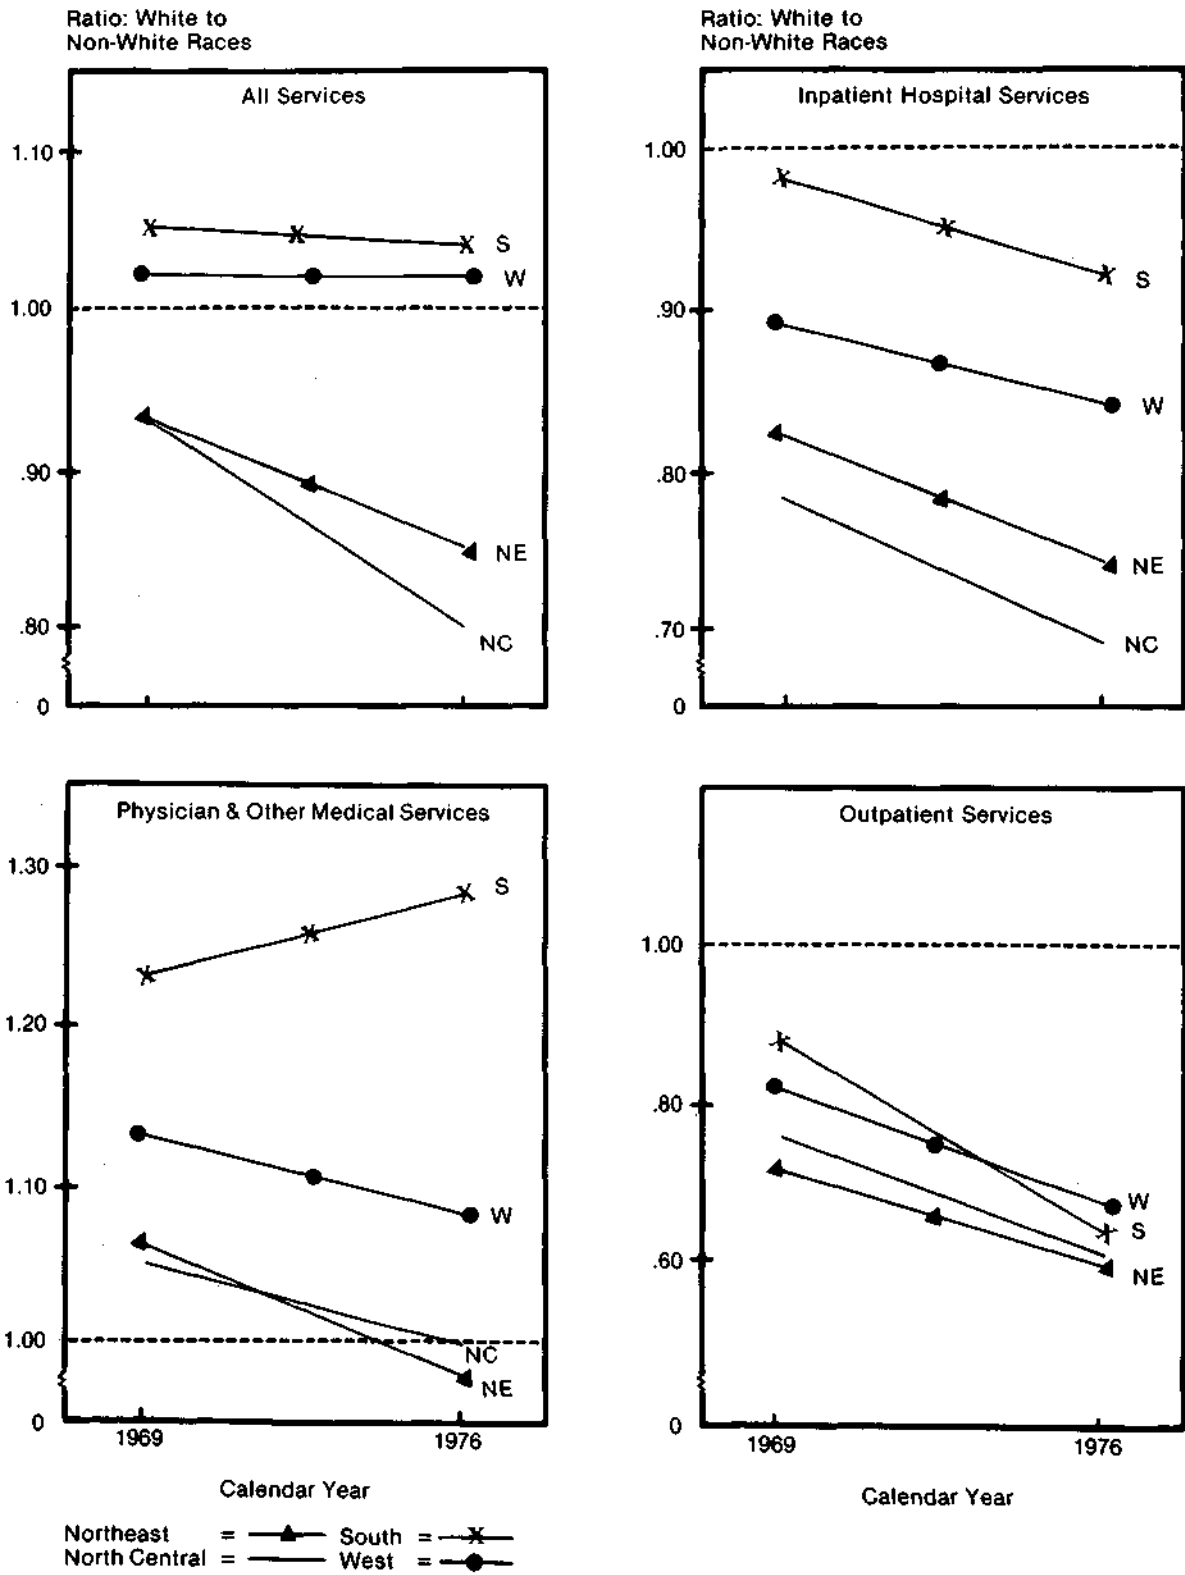 Ratio: White to
Non-White Races
All Services
1.10
S
W
1.00
.90
NE
.80
NC
0
Ratio: White to
Non-White Races
Inpatient Hospital Services
1.00
S
.90
W
.80
NE
.70
NC
0
Physician & Other Medical Services
1.30
S
1.20
1.10
W
1.00
NC
NE
0
1969
1976
Calendar Year
Outpatient Services
1.00
.80
W
S
.60
NE
0
1969
1976
Calendar Year
Northeast = South =
North Central = West =